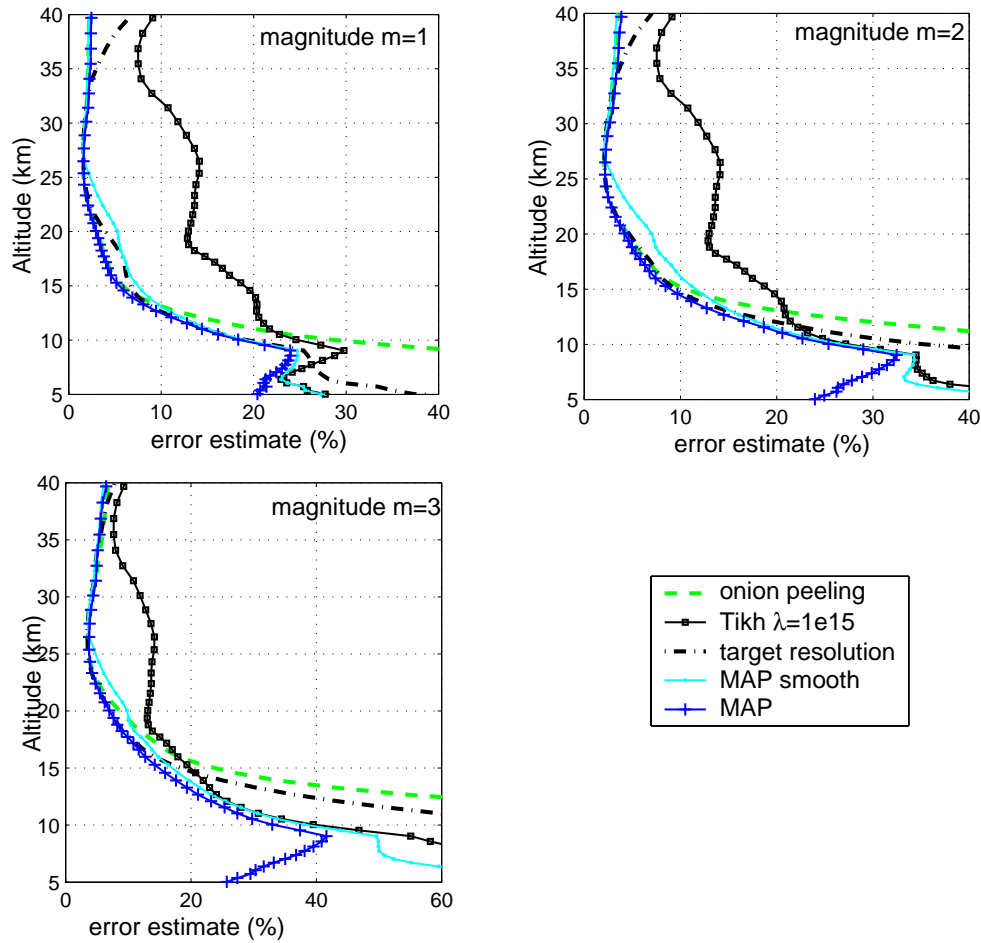 magnitude m=1
40
35
30
25
20
15
10
5
Altitude (km)
0 10 20 30 40
error estimate (%)
magnitude m=2
40
35
30
25
20
15
10
5
Altitude (km)
0 10 20 30 40
error estimate (%)
magnitude m=3
40
35
30
25
20
15
10
5
Altitude (km)
0 20 40 60
error estimate (%)
onion peeling
Tikh λ=1e15
target resolution
MAP smooth
MAP